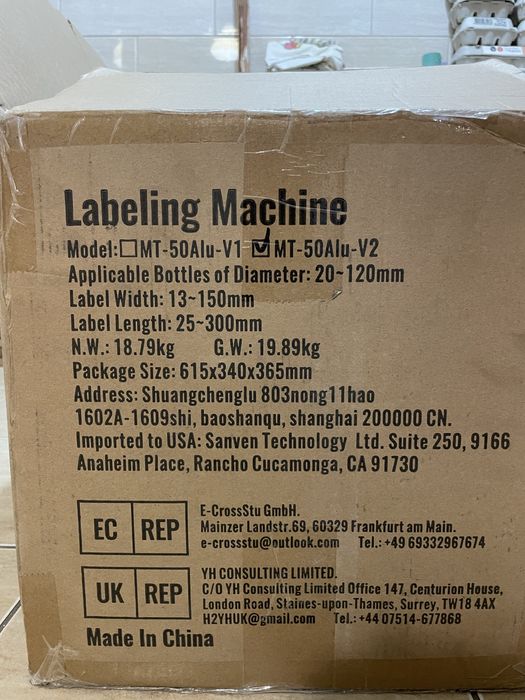 Labeling Machine
Model:☐MT-50Alu-V1 ☑MT-50Alu-V2
Applicable Bottles of Diameter: 20~120mm
Label Width: 13~150mm
Label Length: 25~300mm
N.W.: 18.79kg G.W.: 19.89kg
Package Size: 615x340x365mm
Address: Shuangchenglu 803nong11hao
1602A-1609shi, baoshanqu, shanghai 200000 CN.
Imported to USA: Sanven Technology Ltd. Suite 250, 9166
Anaheim Place, Rancho Cucamonga, CA 91730
EC REP
E-CrossStu GmbH.
Mainzer Landstr.69, 60329 Frankfurt am Main.
e-crossstu@outlook.com Tel.: +49 69332967674
UK REP
YH CONSULTING LIMITED.
C/O YH Consulting Limited Office 147, Centurion House,
London Road, Staines-upon-Thames, Surrey, TW18 4AX
H2YHUK@gmail.com Tel.: +44 07514-677868
Made In China